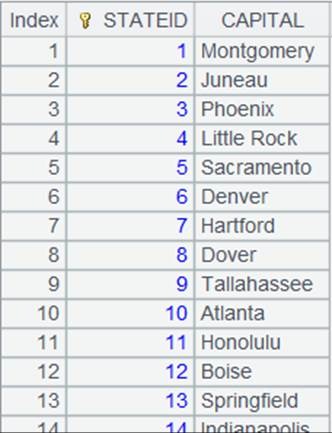 Index STATEID CAPITAL
1 1 Montgomery
2 2 Juneau
3 3 Phoenix
4 4 Little Rock
5 5 Sacramento
6 6 Denver
7 7 Hartford
8 8 Dover
9 9 Tallahassee
10 10 Atlanta
11 11 Honolulu
12 12 Boise
13 13 Springfield
14 14 Indianapolis